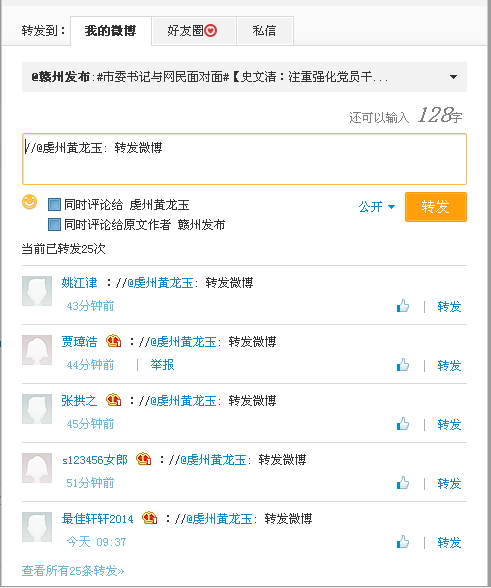 转发到： 我的微博 好友圈 私信
@赣州发布:#市委书记与网民面对面#【史文清：注重强化党员干...
还可以输入 128字
//@虔州黄龙玉: 转发微博
同时评论给 虔州黄龙玉
公开 转发
同时评论给原文作者 赣州发布
当前已转发25次
姚江津 ：//@虔州黄龙玉: 转发微博
43分钟前 | 转发
贾璋浩 ：//@虔州黄龙玉: 转发微博
44分钟前 | 举报 | 转发
张拱之 ：//@虔州黄龙玉: 转发微博
45分钟前 | 转发
s123456女郎 ：//@虔州黄龙玉: 转发微博
51分钟前 | 转发
最佳轩轩2014 ：//@虔州黄龙玉: 转发微博
今天 09:37 | 转发
查看所有25条转发»